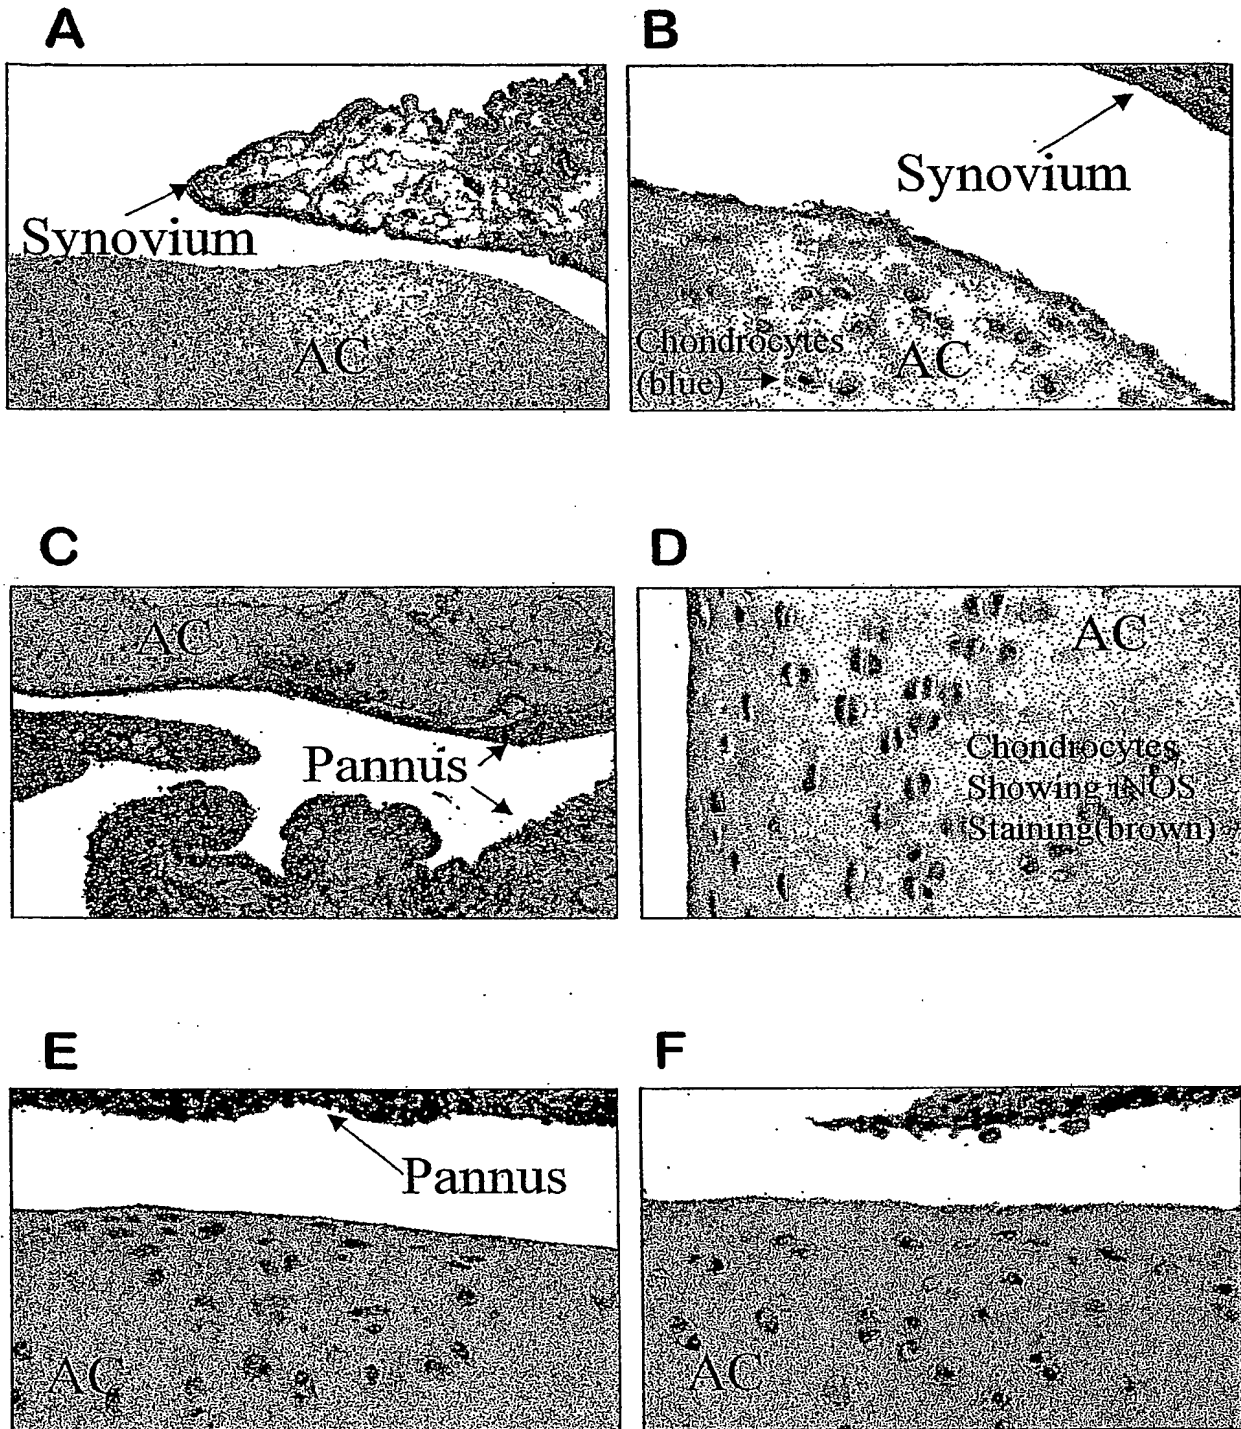 A
B
Synovium
AC
Synovium
Chondrocytes
(blue)
AC
C
D
AC
Pannus
AC
Chondrocytes
Showing iNOS
Staining(brown)
E
F
Pannus
AC
AC